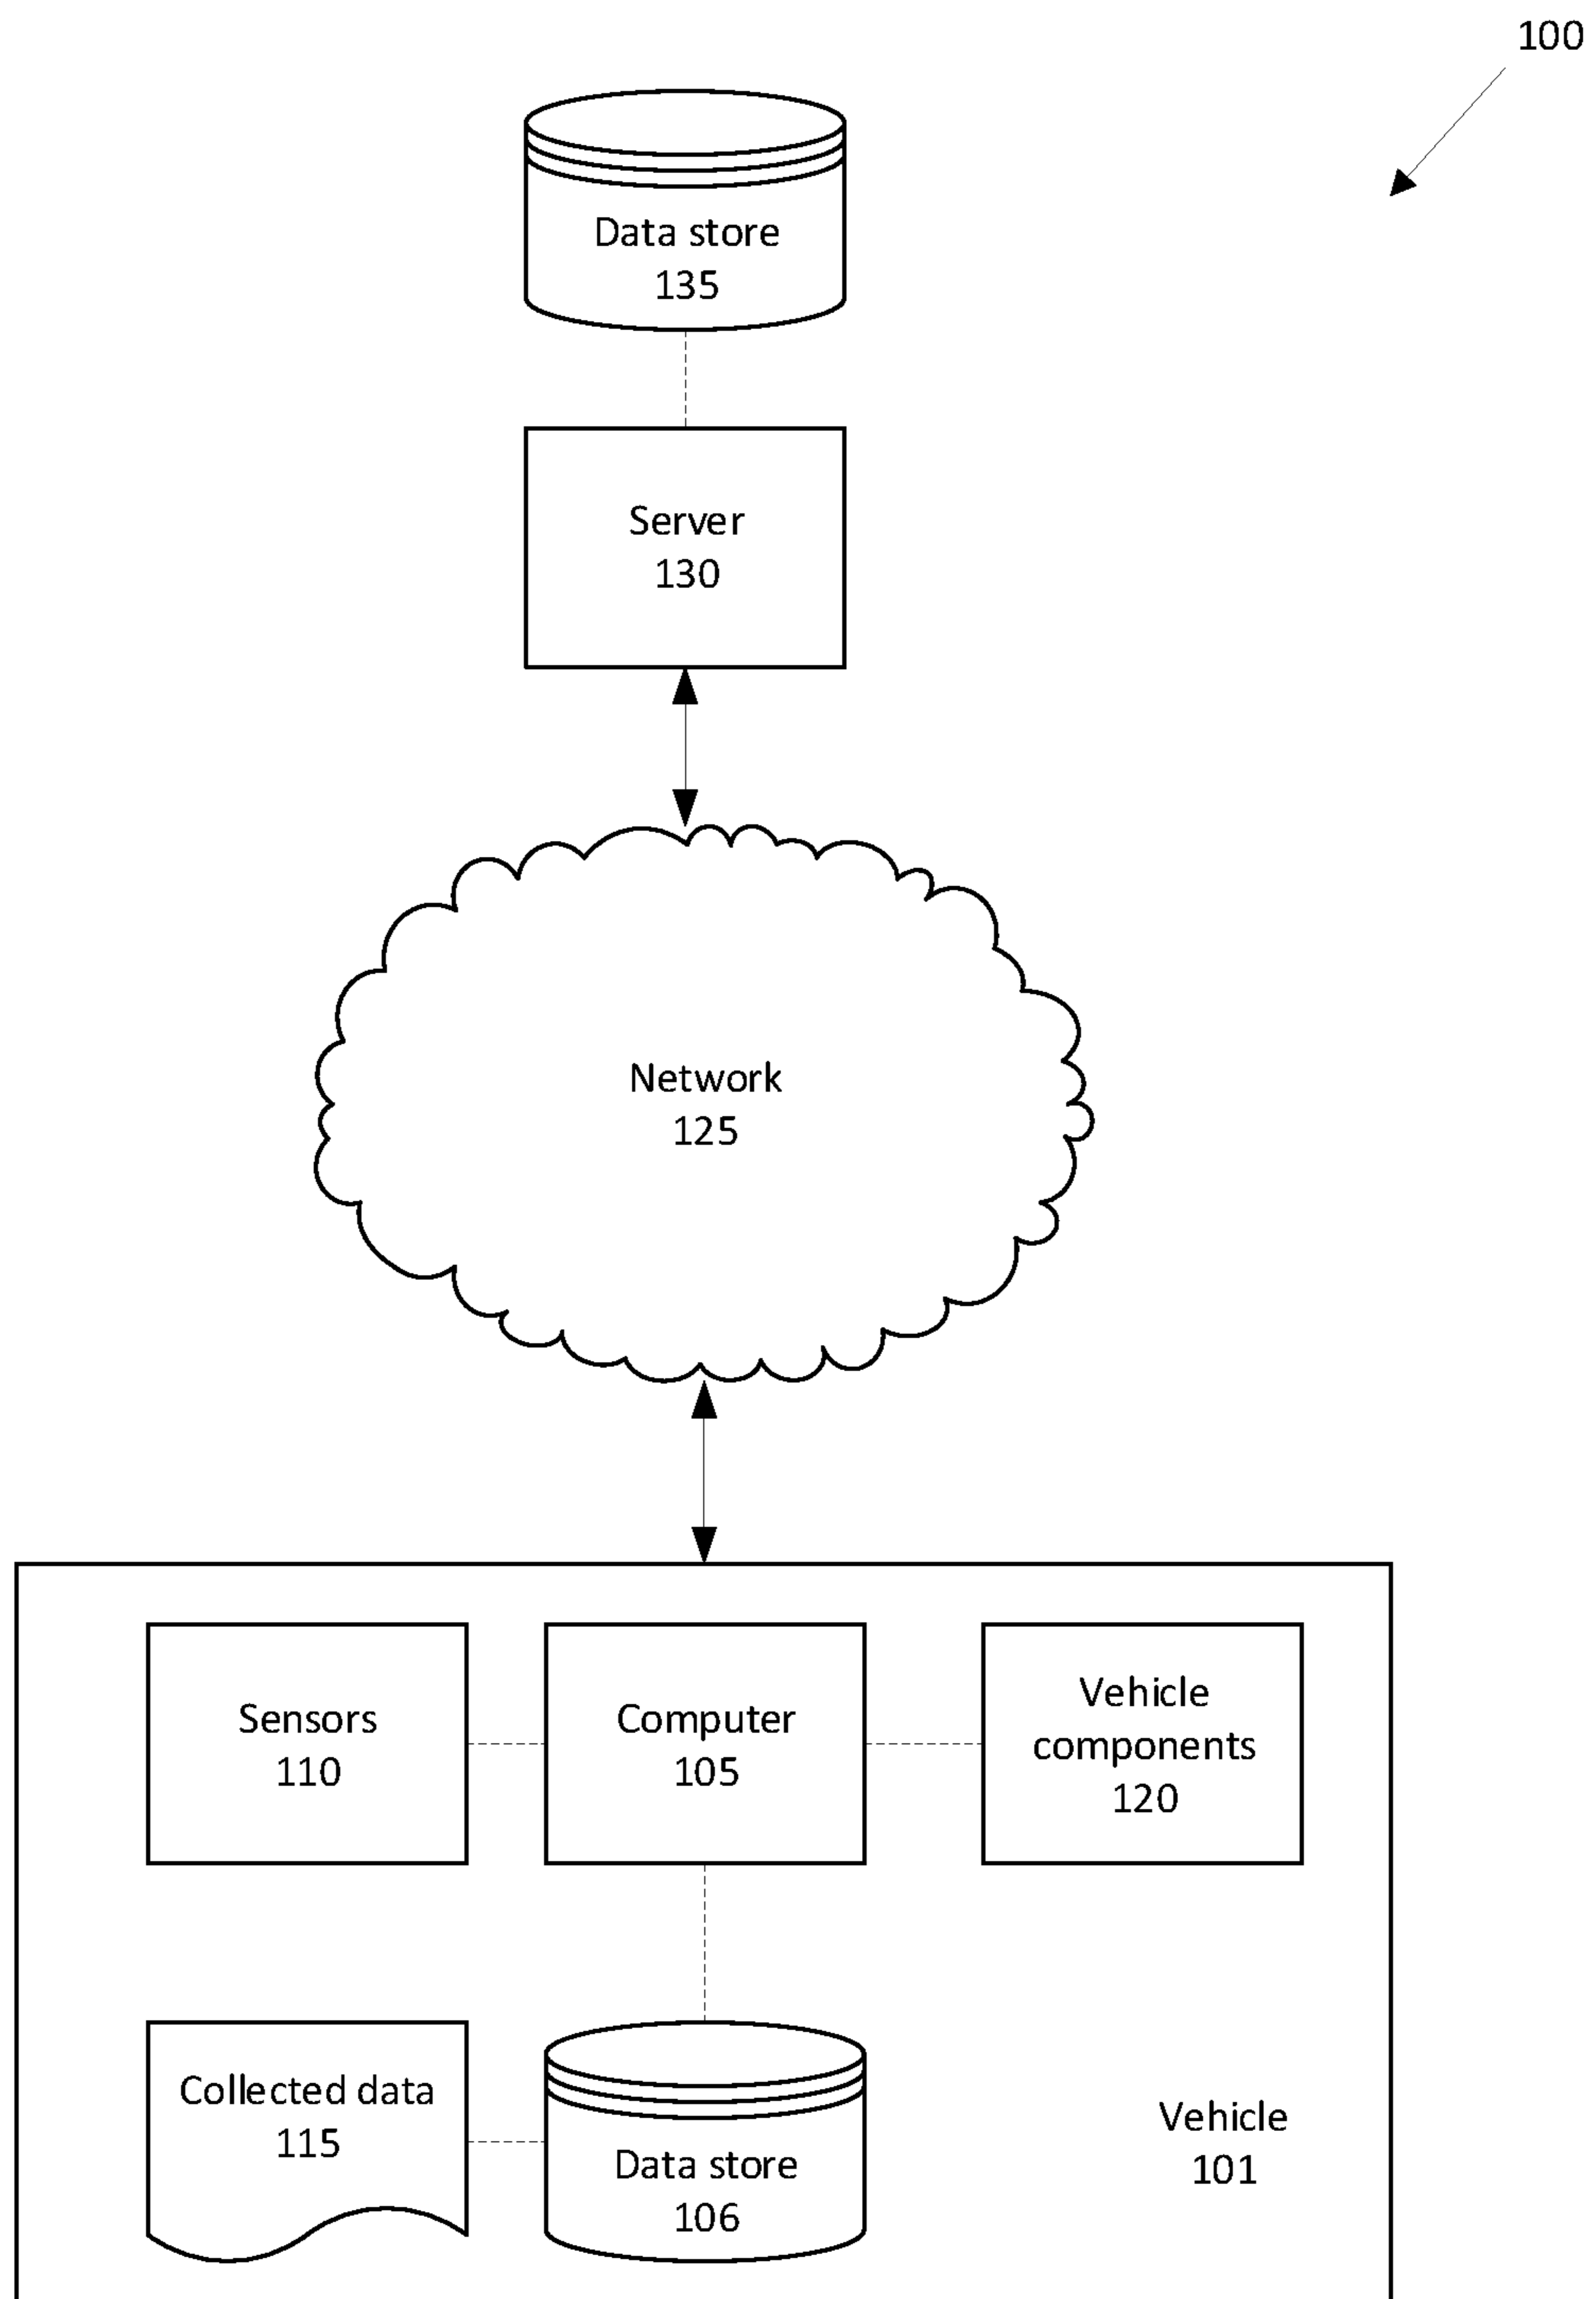 100
Data store
135
Server
130
Network
125
Sensors
110
Computer
105
Vehicle
components
120
Collected data
115
Data store
106
Vehicle
101